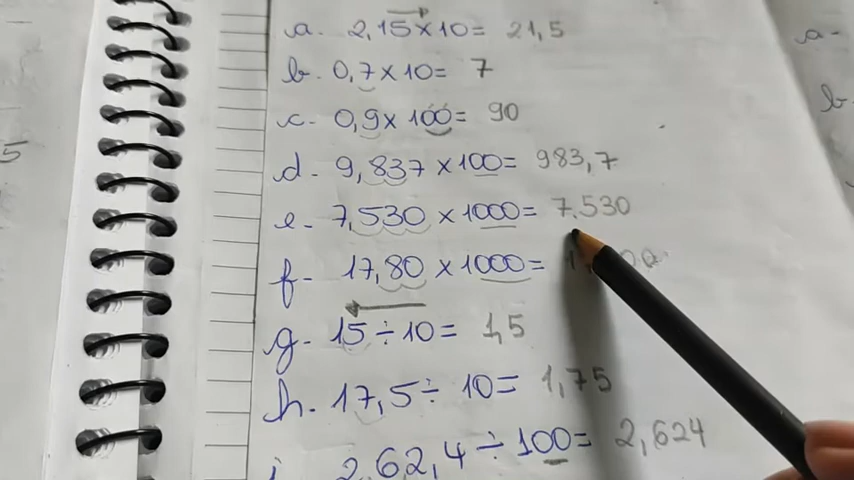 a. 2,15 × 10 = 21,5
b. 0,7 × 10 = 7
c. 0,9 × 100 = 90
d. 9,837 × 100 = 983,7
e. 7,530 × 1000 = 7.530
f. 17,80 × 1000 =
g. 15 ÷ 10 = 1,5
h. 17,5 ÷ 10 = 1,75
i. 262,4 ÷ 100 = 2,624
5
a-
b.